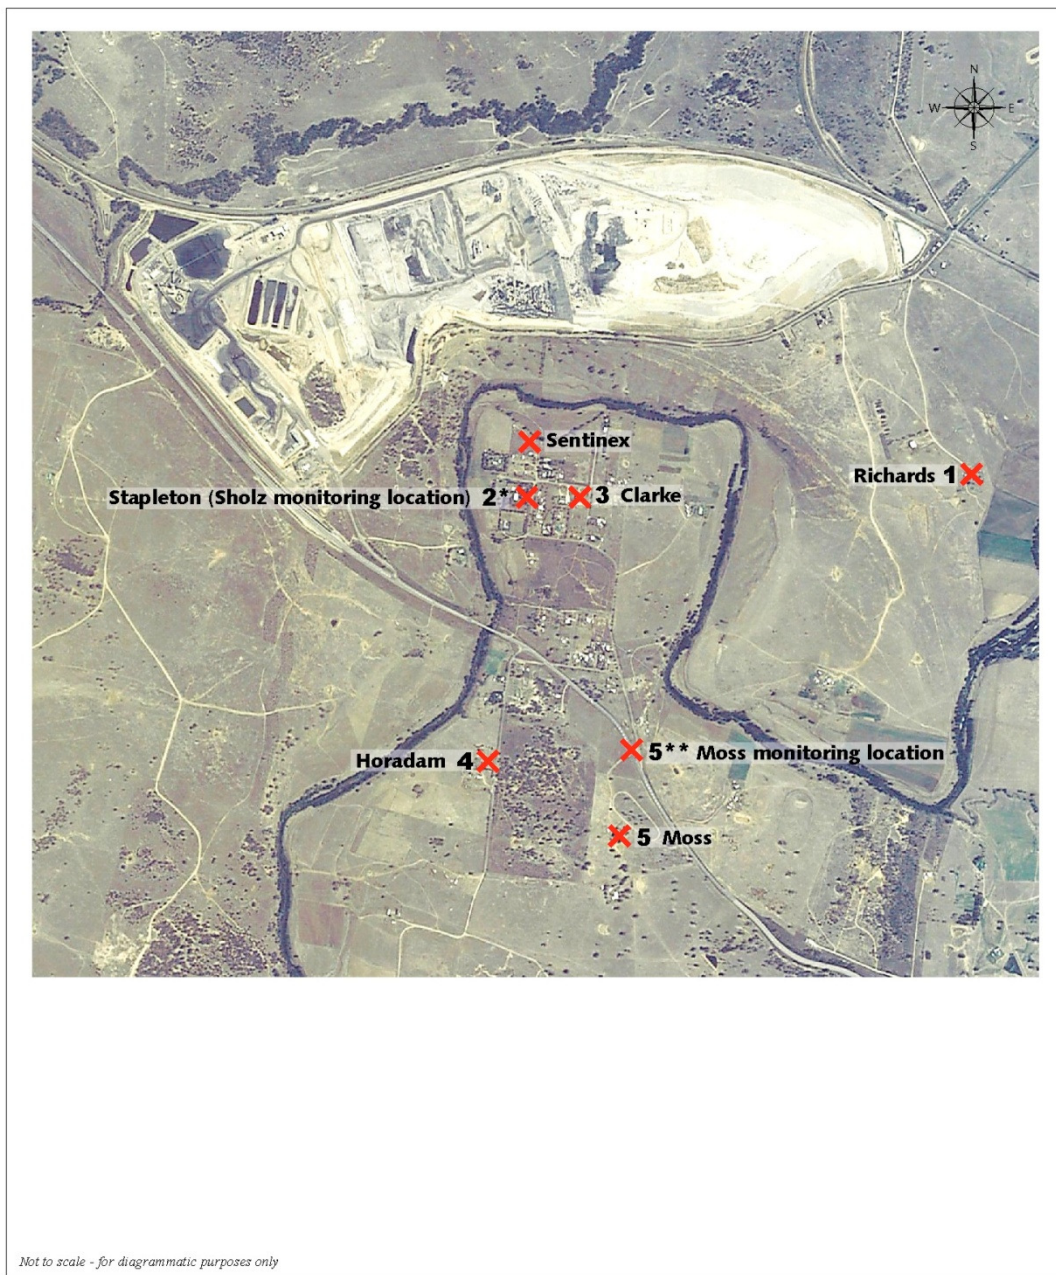 N
W E
S
Sentinex
Richards 1
Stapleton (Sholz monitoring location) 2* 3 Clarke
5** Moss monitoring location
Horadam 4
5 Moss
Not to scale - for diagrammatic purposes only